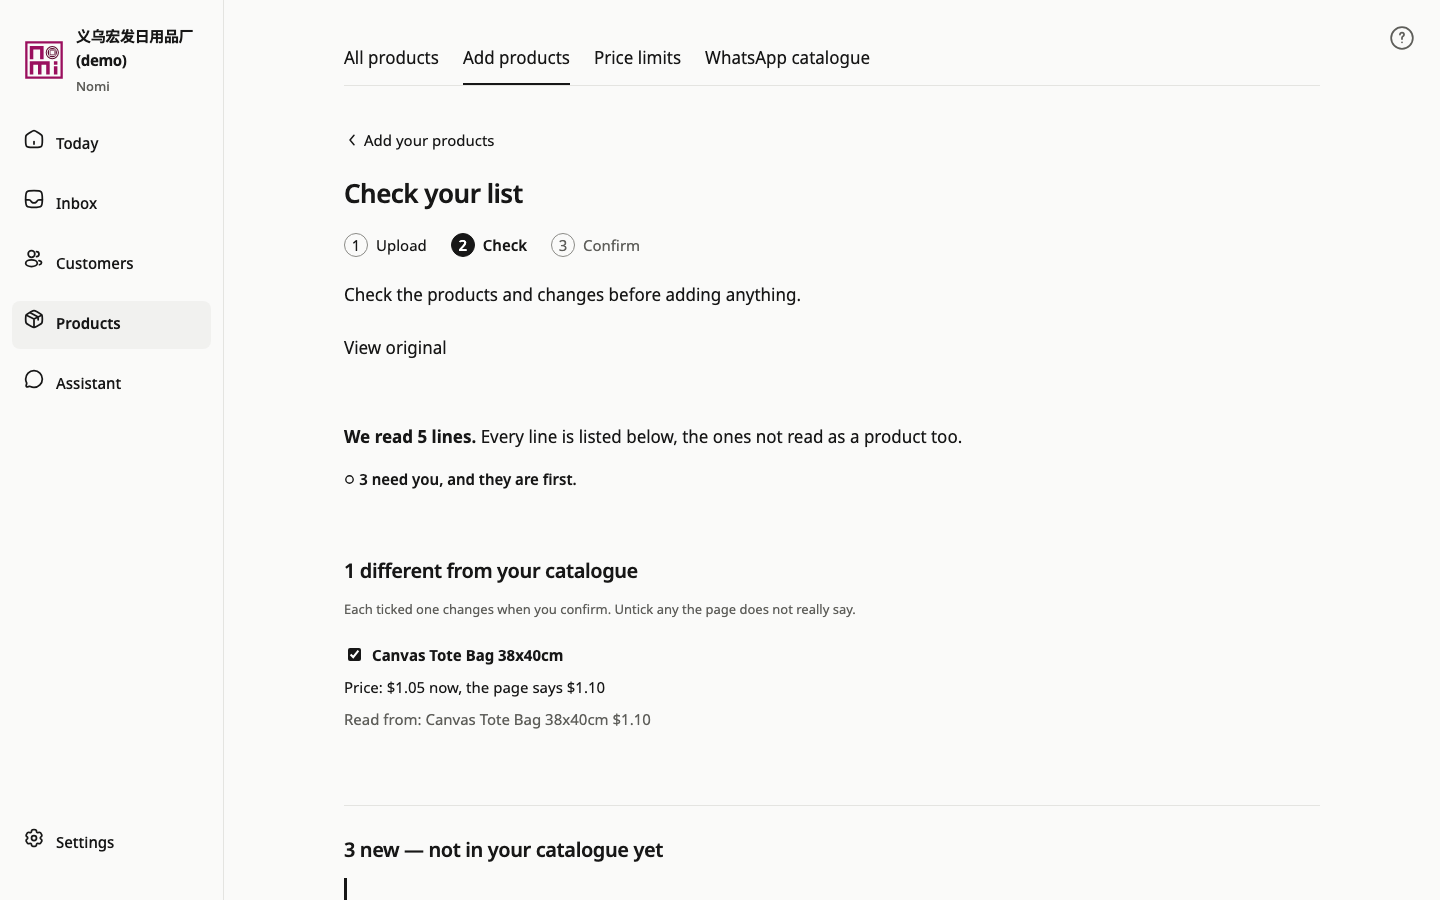 义乌宏发日用品厂
(demo)
Nomi
Today
Inbox
Customers
Products
Assistant
Settings
All products
Add products
Price limits
WhatsApp catalogue
Add your products
Check your list
1 Upload
2 Check
3 Confirm
Check the products and changes before adding anything.
View original
We read 5 lines. Every line is listed below, the ones not read as a product too.
3 need you, and they are first.
1 different from your catalogue
Each ticked one changes when you confirm. Untick any the page does not really say.
Canvas Tote Bag 38x40cm
Price: $1.05 now, the page says $1.10
Read from: Canvas Tote Bag 38x40cm $1.10
3 new — not in your catalogue yet